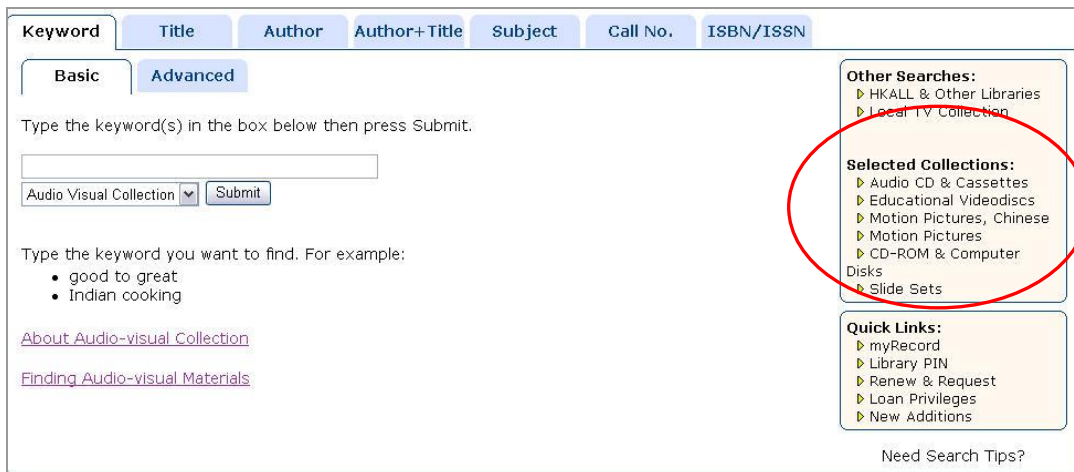 Keyword Title Author Author+Title Subject Call No. ISBN/ISSN
Basic Advanced
Type the keyword(s) in the box below then press Submit.
Audio Visual Collection Submit
Type the keyword you want to find. For example:
good to great
Indian cooking
About Audio-visual Collection
Finding Audio-visual Materials
Other Searches:
HKALL & Other Libraries
Local TV Collection
Selected Collections:
Audio CD & Cassettes
Educational Videodiscs
Motion Pictures, Chinese
Motion Pictures
CD-ROM & Computer
Disks
Slide Sets
Quick Links:
myRecord
Library PIN
Renew & Request
Loan Privileges
New Additions
Need Search Tips?